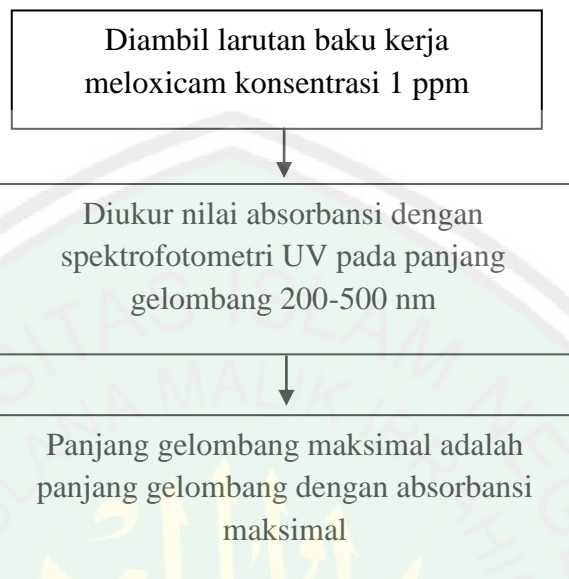 Diambil larutan baku kerja
meloxicam konsentrasi 1 ppm
Diukur nilai absorbansi dengan
spektrofotometri UV pada panjang
gelombang 200-500 nm
Panjang gelombang maksimal adalah
panjang gelombang dengan absorbansi
maksimal